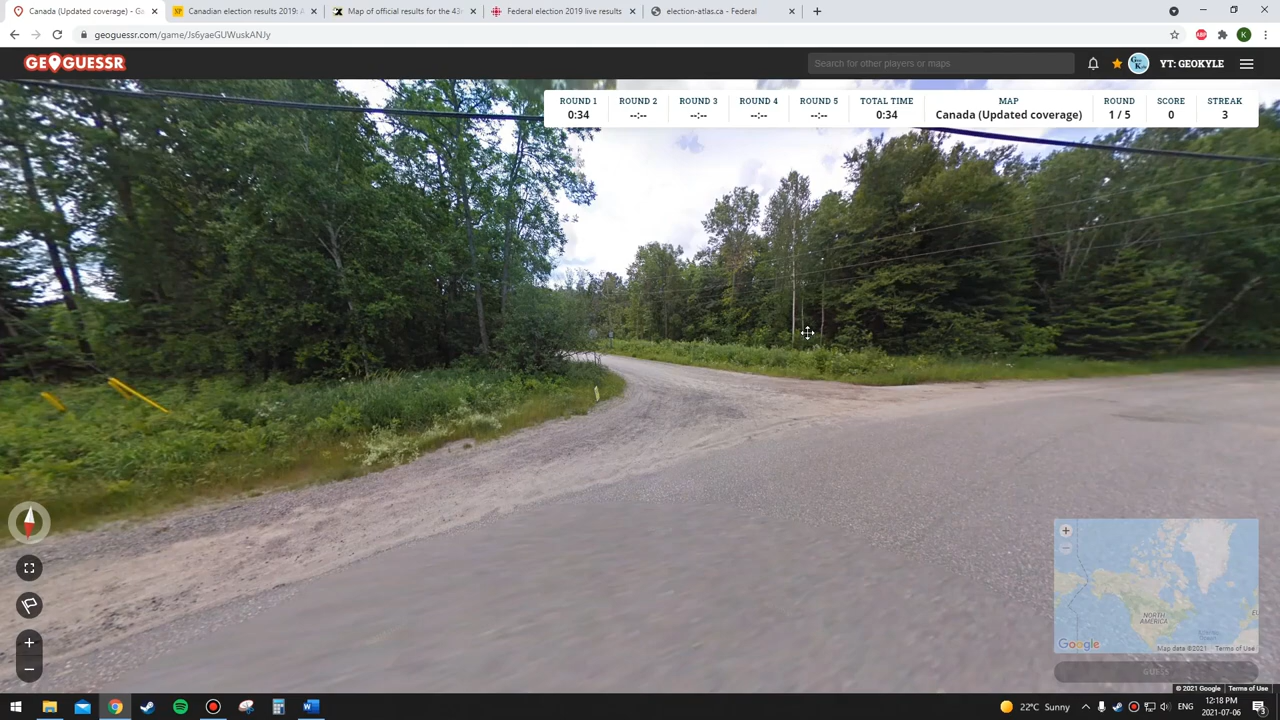 Canada (Updated coverage) - Ge
Canadian election results 2019: A
Map of official results for the 43r
Federal election 2019 live results
election-atlas.ca - Federal
geoguessr.com/game/Js6yaeGUWuskANJy
ABP
K
GEOGUESSR
Search for other players or maps
YT: GEOKYLE
ROUND 1 ROUND 2 ROUND 3 ROUND 4 ROUND 5 TOTAL TIME MAP ROUND SCORE STREAK
0:34 --:-- --:-- --:-- --:-- 0:34 Canada (Updated coverage) 1 / 5 0 3
NORTH
AMERICA
Google
Map data ©2021 Terms of Use
GUESS
© 2021 Google Terms of Use
22°C Sunny
ENG
12:18 PM
2021-07-06